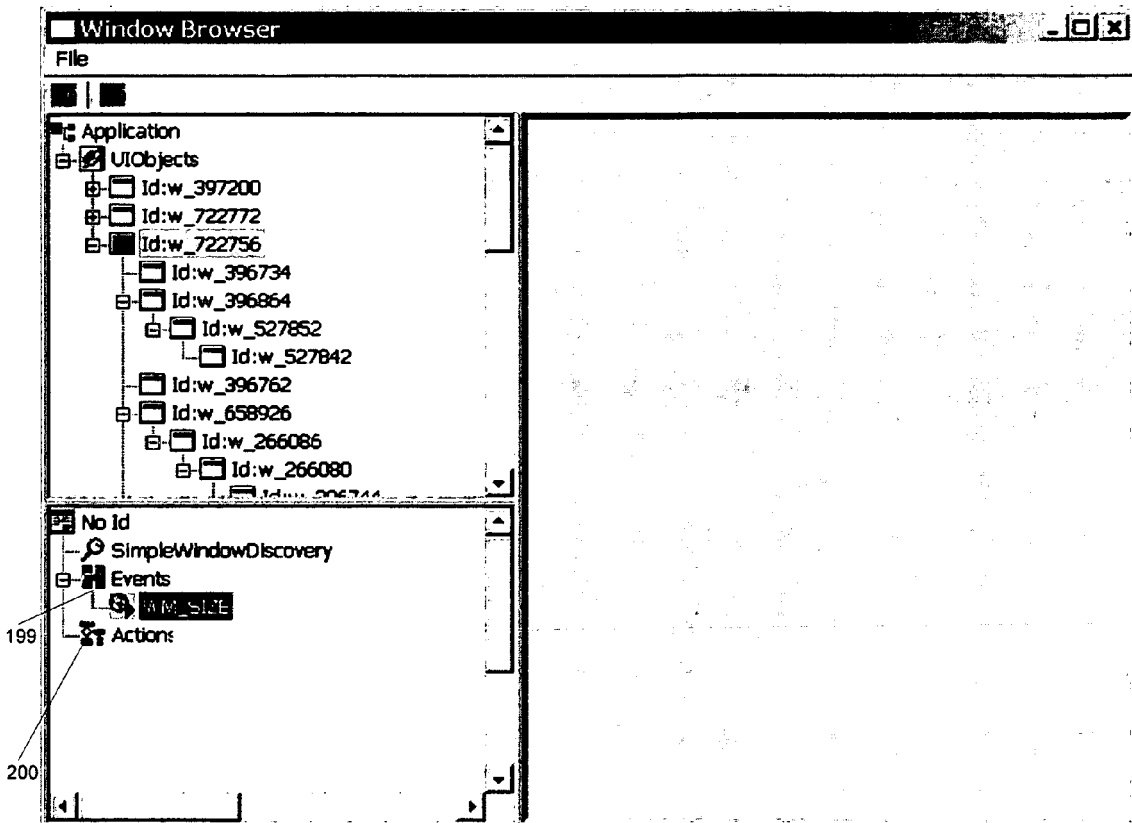 Window Browser
File
Application
UIObjects
Id:w_397200
Id:w_722772
Id:w_722756
Id:w_396734
Id:w_396864
Id:w_527852
Id:w_527842
Id:w_396762
Id:w_658926
Id:w_266086
Id:w_266080
No Id
SimpleWindowDiscovery
Events
WM_SIZE
199
Actions
200